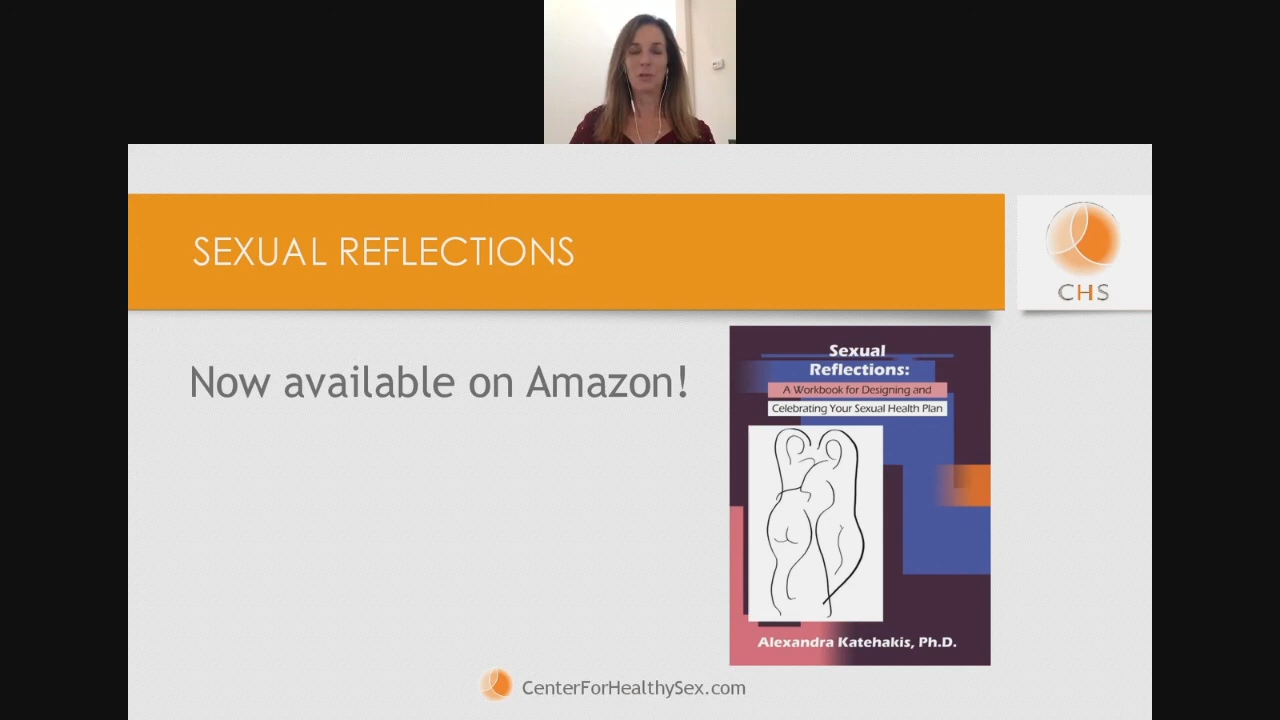 SEXUAL REFLECTIONS
CHS
Now available on Amazon!
Sexual
Reflections:
A Workbook for Designing and
Celebrating Your Sexual Health Plan
Alexandra Katehakis, Ph.D.
CenterForHealthySex.com